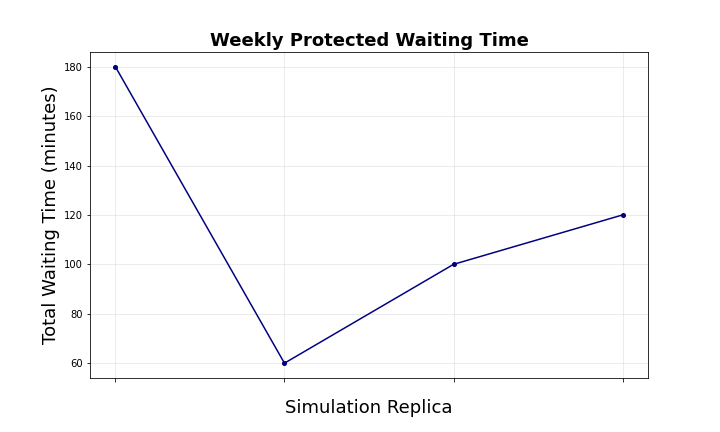 Weekly Protected Waiting Time
Total Waiting Time (minutes)
180
160
140
120
100
80
60
Simulation Replica